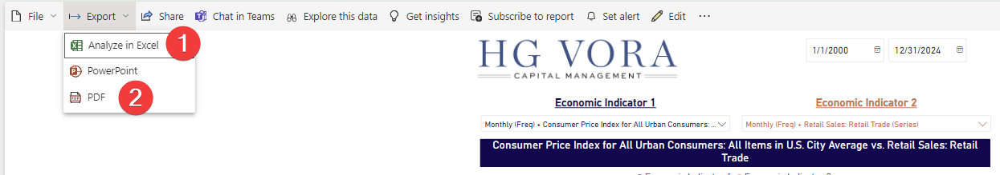 File Export Share Chat in Teams Explore this data Get insights Subscribe to report Set alert Edit ...
Analyze in Excel 1
PowerPoint
PDF 2
HG VORA
CAPITAL MANAGEMENT
1/1/2000 12/31/2024
Economic Indicator 1 Economic Indicator 2
Monthly (Freq) + Consumer Price Index for All Urban Consumers: ... Monthly (Freq) + Retail Sales: Retail Trade (Series)
Consumer Price Index for All Urban Consumers: All Items in U.S. City Average vs. Retail Sales: Retail
Trade